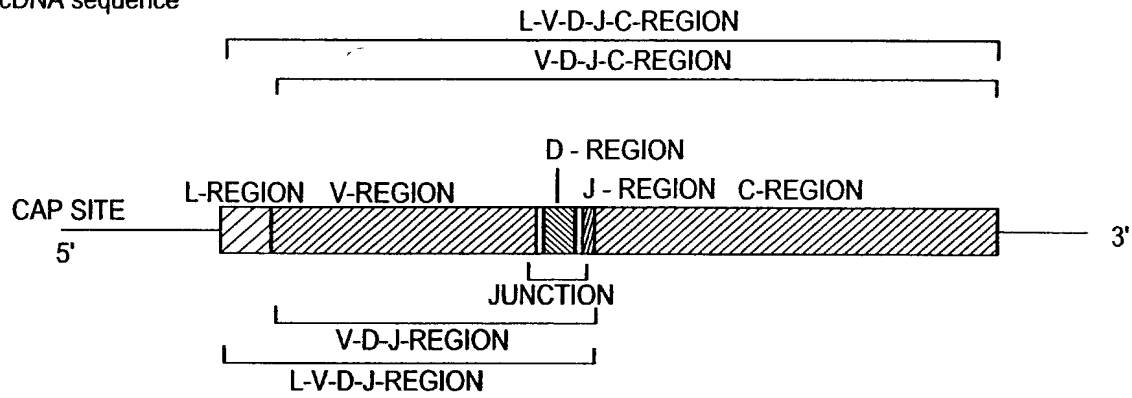 cDNA sequence
L-V-D-J-C-REGION
V-D-J-C-REGION
D - REGION
L-REGION V-REGION J - REGION C-REGION
CAP SITE
5' 3'
JUNCTION
V-D-J-REGION
L-V-D-J-REGION